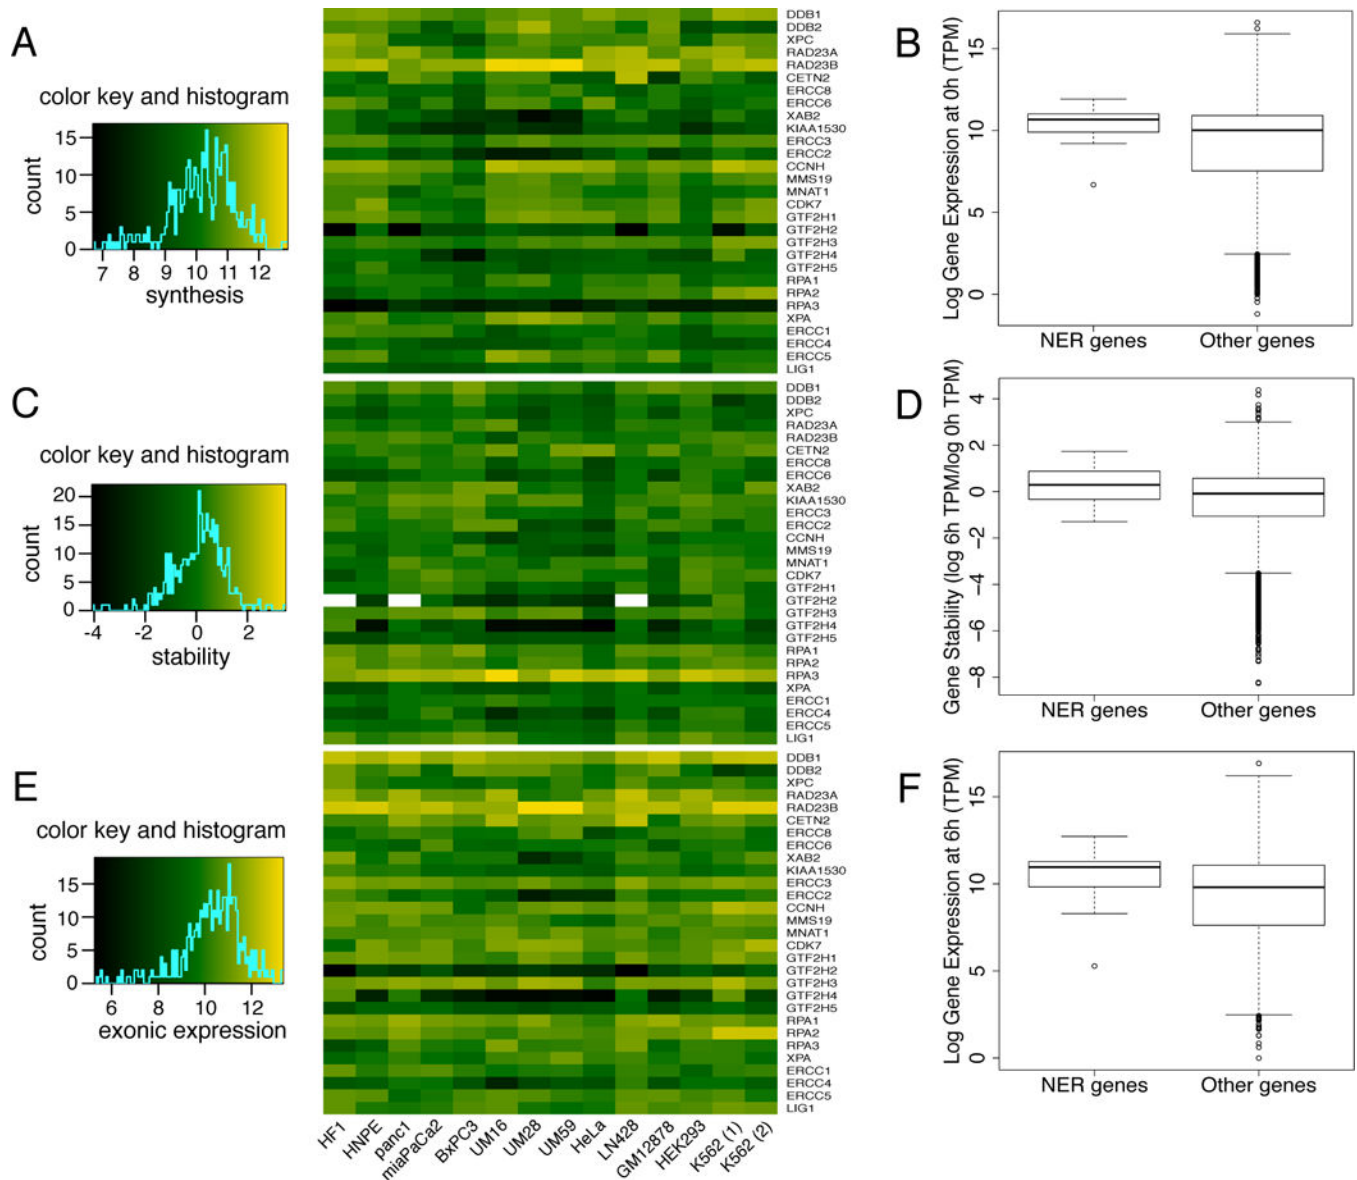 A
color key and histogram
count
15
10
5
0
7 8 9 10 11 12
synthesis
DDB1
DDB2
XPC
RAD23A
RAD23B
CETN2
ERCC8
ERCC6
XAB2
KIAA1530
ERCC3
ERCC2
CCNH
MMS19
MNAT1
CDK7
GTF2H1
GTF2H2
GTF2H3
GTF2H4
GTF2H5
RPA1
RPA2
RPA3
XPA
ERCC1
ERCC4
ERCC5
LIG1
B
Log Gene Expression at 0h (TPM)
15
10
5
0
NER genes Other genes
C
color key and histogram
count
20
15
10
5
0
-4 -2 0 2
stability
DDB1
DDB2
XPC
RAD23A
RAD23B
CETN2
ERCC8
ERCC6
XAB2
KIAA1530
ERCC3
ERCC2
CCNH
MMS19
MNAT1
CDK7
GTF2H1
GTF2H2
GTF2H3
GTF2H4
GTF2H5
RPA1
RPA2
RPA3
XPA
ERCC1
ERCC4
ERCC5
LIG1
D
Gene Stability (log 6h TPM/log 0h TPM)
4
2
0
−2
−4
−6
−8
NER genes Other genes
E
color key and histogram
count
15
10
5
0
6 8 10 12
exonic expression
DDB1
DDB2
XPC
RAD23A
RAD23B
CETN2
ERCC8
ERCC6
XAB2
KIAA1530
ERCC3
ERCC2
CCNH
MMS19
MNAT1
CDK7
GTF2H1
GTF2H2
GTF2H3
GTF2H4
GTF2H5
RPA1
RPA2
RPA3
XPA
ERCC1
ERCC4
ERCC5
LIG1
HF1 HNPE panc1 miaPaCa2 BxPC3 UM16 UM28 UM59 HeLa LN428 GM12878 HEK293 K562 (1) K562 (2)
F
Log Gene Expression at 6h (TPM)
15
10
5
0
NER genes Other genes